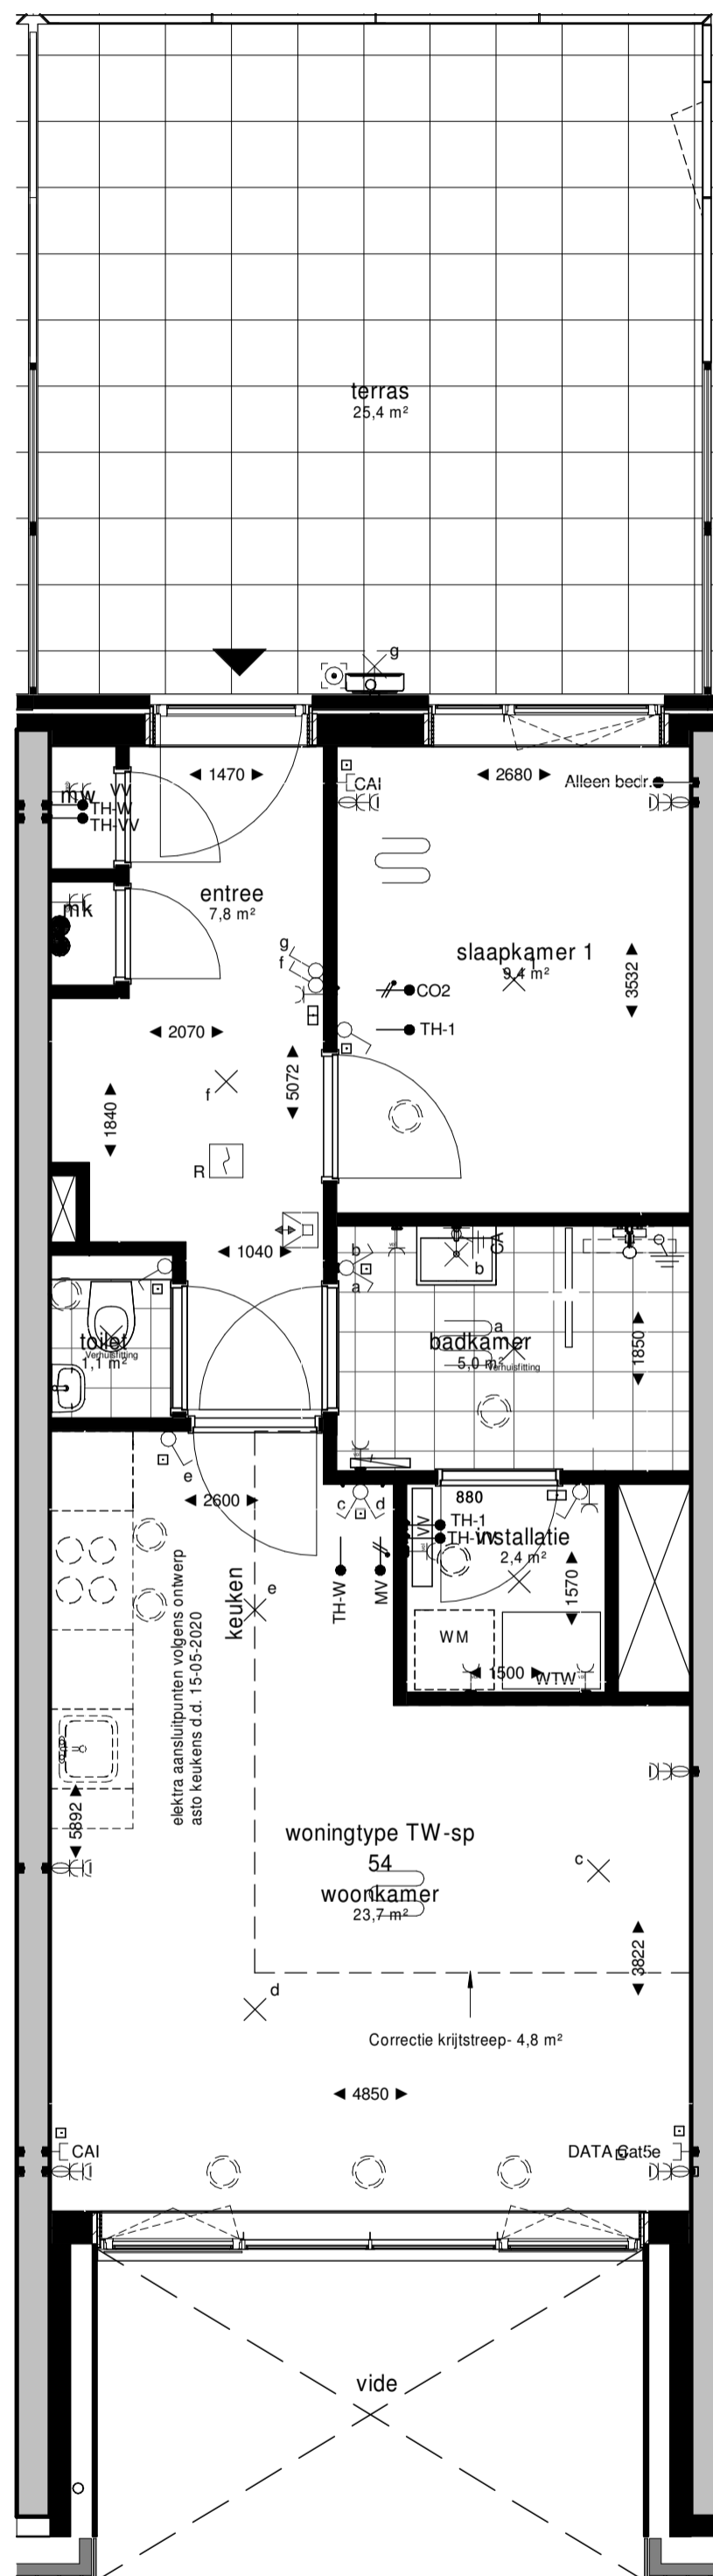 terras
25,4 m²
g
1470
2680
CAI
Alleen bedr.
mw
VV
TH-W
TH-VV
entree
7,8 m²
mk
g
f
slaapkamer 1
9,4 m²
3532
CO2
TH-1
2070
5072
f
1840
R
1040
b
a
CA
b
toilet
Verhuisfitting
1,1 m²
a
badkamer
5,0 m²
Verhuisfitting
1850
e
2600
c
d
880
VV
TH-1
TH-VV
installatie
2,4 m²
1570
TH-W
MV
keuken
e
elektra aansluitpunten volgens ontwerp
asto keukens d.d. 15-05-2020
WM
1500
WTW
5892
woningtype TW-sp
54
c
woonkamer
23,7 m²
3822
d
Correctie krijtstreep- 4,8 m²
4850
CAI
DATA Cat5e
vide